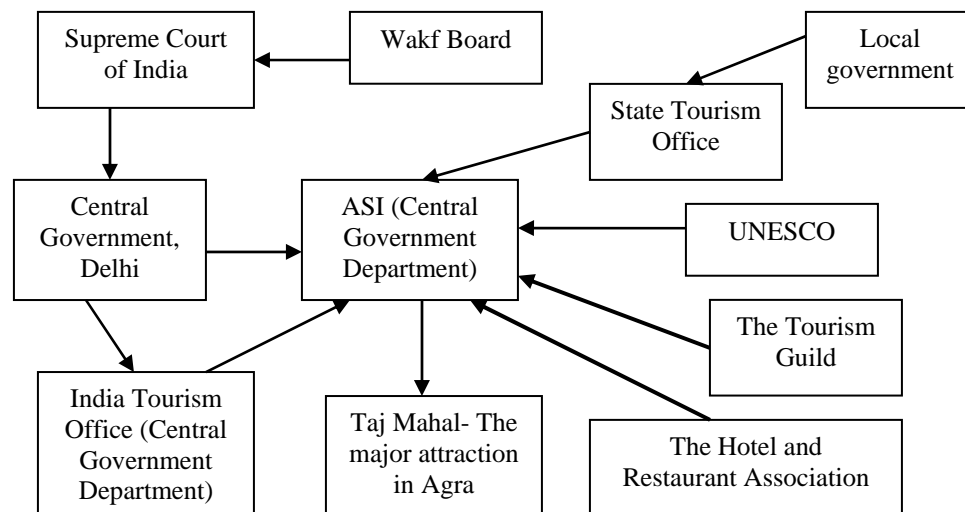 Supreme Court
of India
Wakf Board
Local
government
State Tourism
Office
Central
Government,
Delhi
ASI (Central
Government
Department)
UNESCO
The Tourism
Guild
India Tourism
Office (Central
Government
Department)
Taj Mahal- The
major attraction
in Agra
The Hotel and
Restaurant Association